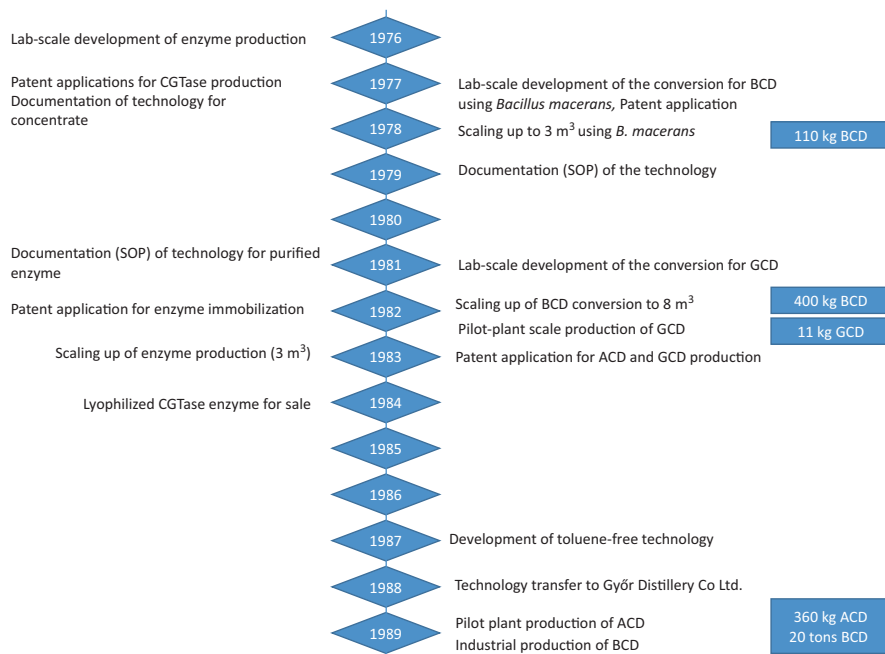 Lab-scale development of enzyme production
1976
Patent applications for CGTase production
Documentation of technology for
concentrate
1977
Lab-scale development of the conversion for BCD
using Bacillus macerans, Patent application
1978
Scaling up to 3 m³ using B. macerans
110 kg BCD
1979
Documentation (SOP) of the technology
1980
Documentation (SOP) of technology for purified
enzyme
1981
Lab-scale development of the conversion for GCD
Patent application for enzyme immobilization
1982
Scaling up of BCD conversion to 8 m³
400 kg BCD
Pilot-plant scale production of GCD
11 kg GCD
Scaling up of enzyme production (3 m³)
1983
Patent application for ACD and GCD production
Lyophilized CGTase enzyme for sale
1984
1985
1986
1987
Development of toluene-free technology
1988
Technology transfer to Győr Distillery Co Ltd.
1989
Pilot plant production of ACD
Industrial production of BCD
360 kg ACD
20 tons BCD